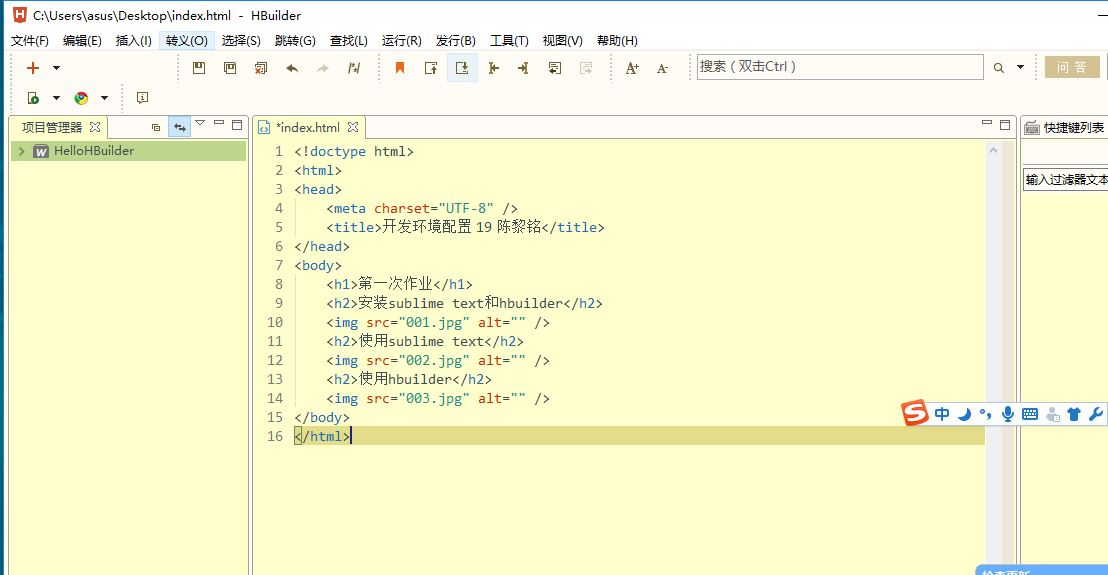 C:\Users\asus\Desktop\index.html - HBuilder
文件(F) 编辑(E) 插入(I) 转义(O) 选择(S) 跳转(G) 查找(L) 运行(R) 发行(B) 工具(T) 视图(V) 帮助(H)
搜索（双击Ctrl）
问 答
项目管理器
*index.html
快捷键列表
HelloHBuilder
输入过滤器文本
1 <!doctype html>
2 <html>
3 <head>
4 <meta charset="UTF-8" />
5 <title>开发环境配置 19 陈黎铭</title>
6 </head>
7 <body>
8 <h1>第一次作业</h1>
9 <h2>安装sublime text和hbuilder</h2>
10 <img src="001.jpg" alt="" />
11 <h2>使用sublime text</h2>
12 <img src="002.jpg" alt="" />
13 <h2>使用hbuilder</h2>
14 <img src="003.jpg" alt="" />
15 </body>
16 </html>
中